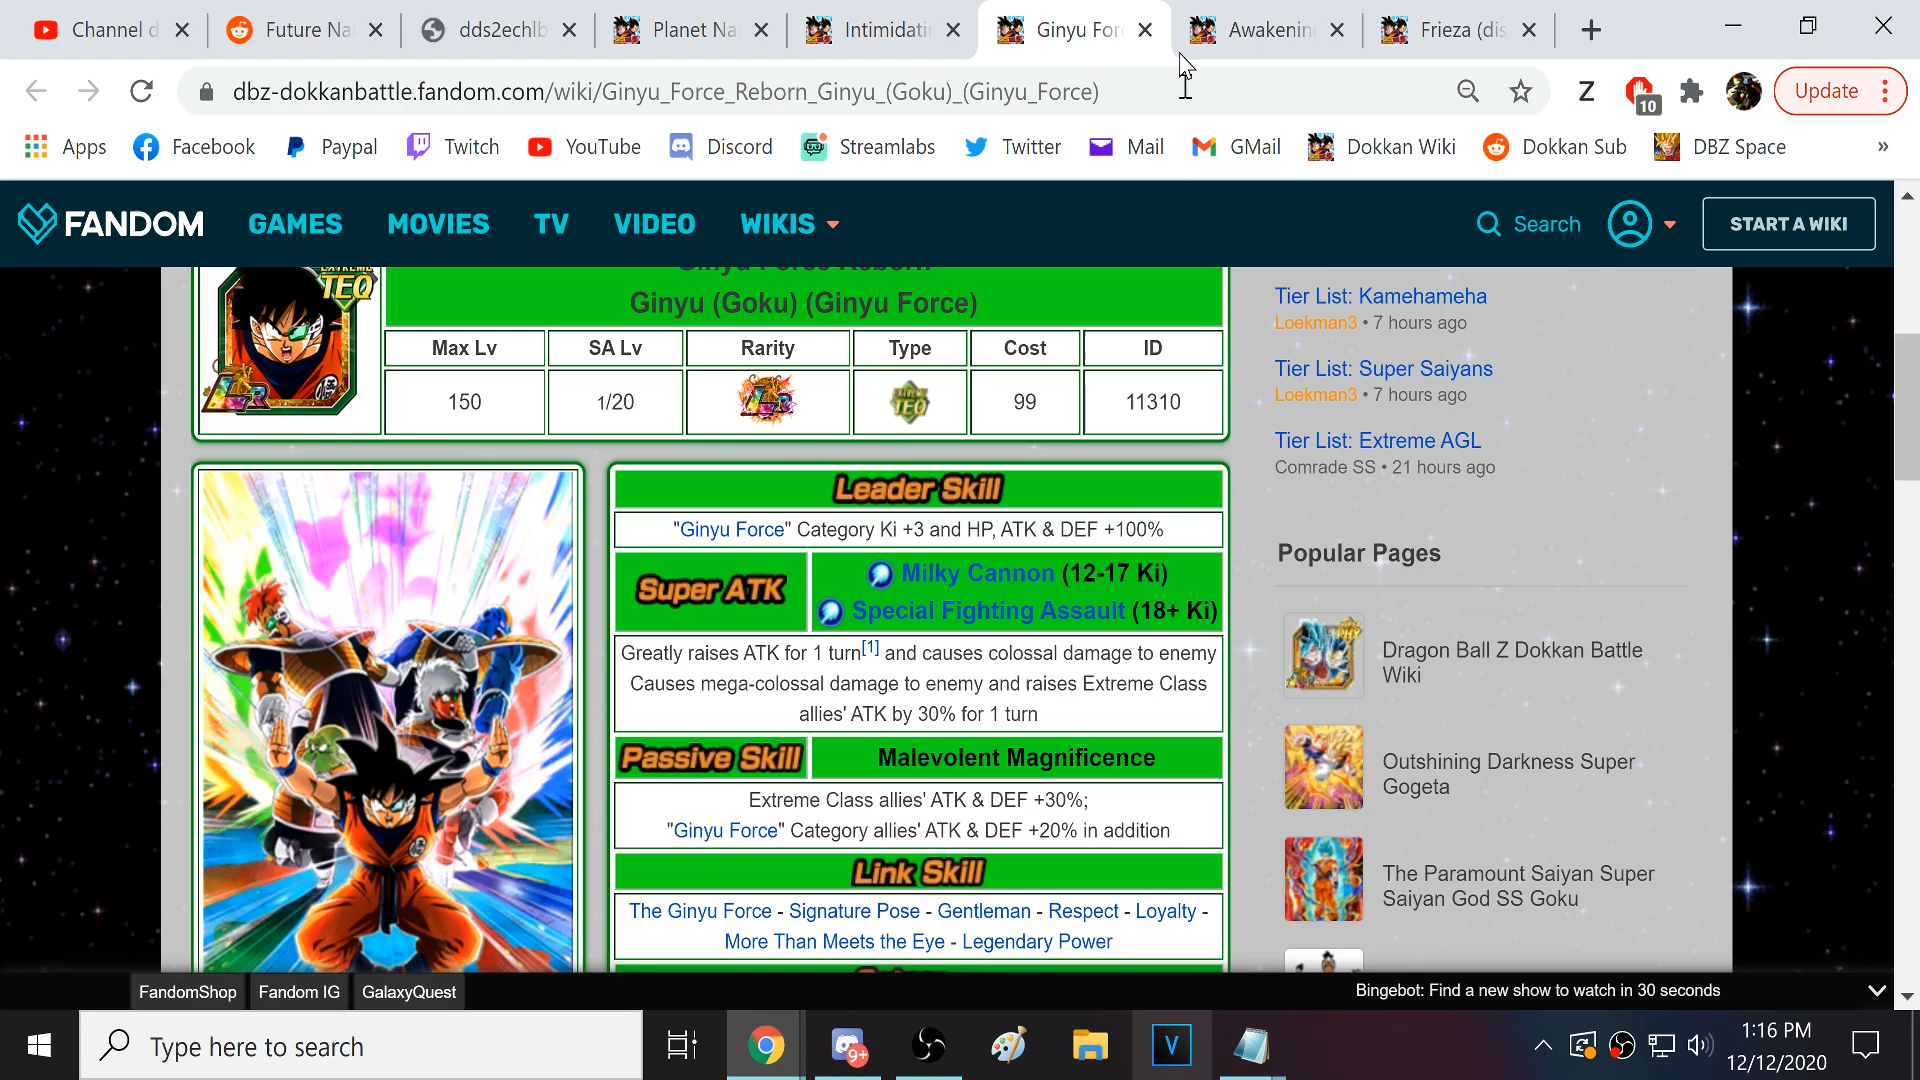 Channel d
Future Na
dds2echlb
Planet Na
Intimidatin
Ginyu For
Awakening
Frieza (dis
dbz-dokkanbattle.fandom.com/wiki/Ginyu_Force_Reborn_Ginyu_(Goku)_(Ginyu_Force)
Z
10
Update
Apps
Facebook
Paypal
Twitch
YouTube
Discord
Streamlabs
Twitter
Mail
GMail
Dokkan Wiki
Dokkan Sub
DBZ Space
»
FANDOM
GAMES
MOVIES
TV
VIDEO
WIKIS
Search
START A WIKI
EXTREME
TEQ
LR
Ginyu Force Reborn
Ginyu (Goku) (Ginyu Force)
Max Lv
SA Lv
Rarity
Type
Cost
ID
150
1/20
LR
EXTREME TEQ
99
11310
Leader Skill
"Ginyu Force" Category Ki +3 and HP, ATK & DEF +100%
Super ATK
Milky Cannon (12-17 Ki)
Special Fighting Assault (18+ Ki)
Greatly raises ATK for 1 turn[1] and causes colossal damage to enemy
Causes mega-colossal damage to enemy and raises Extreme Class
allies' ATK by 30% for 1 turn
Passive Skill
Malevolent Magnificence
Extreme Class allies' ATK & DEF +30%;
"Ginyu Force" Category allies' ATK & DEF +20% in addition
Link Skill
The Ginyu Force - Signature Pose - Gentleman - Respect - Loyalty -
More Than Meets the Eye - Legendary Power
Tier List: Kamehameha
Loekman3 • 7 hours ago
Tier List: Super Saiyans
Loekman3 • 7 hours ago
Tier List: Extreme AGL
Comrade SS • 21 hours ago
Popular Pages
Dragon Ball Z Dokkan Battle
Wiki
Outshining Darkness Super
Gogeta
The Paramount Saiyan Super
Saiyan God SS Goku
FandomShop
Fandom IG
GalaxyQuest
Bingebot: Find a new show to watch in 30 seconds
Type here to search
9+
V
1:16 PM
12/12/2020